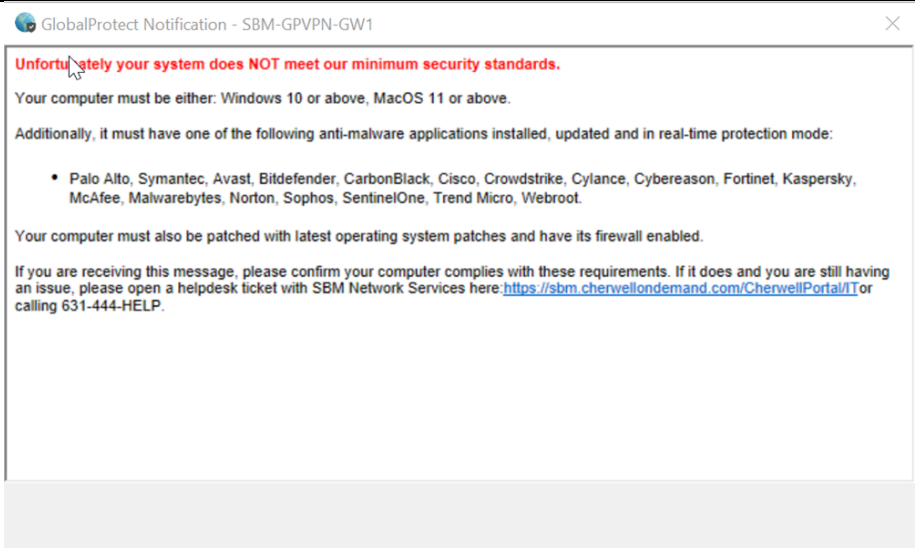 GlobalProtect Notification - SBM-GPVPN-GW1
Unfortunately your system does NOT meet our minimum security standards.
Your computer must be either: Windows 10 or above, MacOS 11 or above.
Additionally, it must have one of the following anti-malware applications installed, updated and in real-time protection mode:
• Palo Alto, Symantec, Avast, Bitdefender, CarbonBlack, Cisco, Crowdstrike, Cylance, Cybereason, Fortinet, Kaspersky,
McAfee, Malwarebytes, Norton, Sophos, SentinelOne, Trend Micro, Webroot.
Your computer must also be patched with latest operating system patches and have its firewall enabled.
If you are receiving this message, please confirm your computer complies with these requirements. If it does and you are still having
an issue, please open a helpdesk ticket with SBM Network Services here:https://sbm.cherwellondemand.com/CherwellPortal/ITor
calling 631-444-HELP.